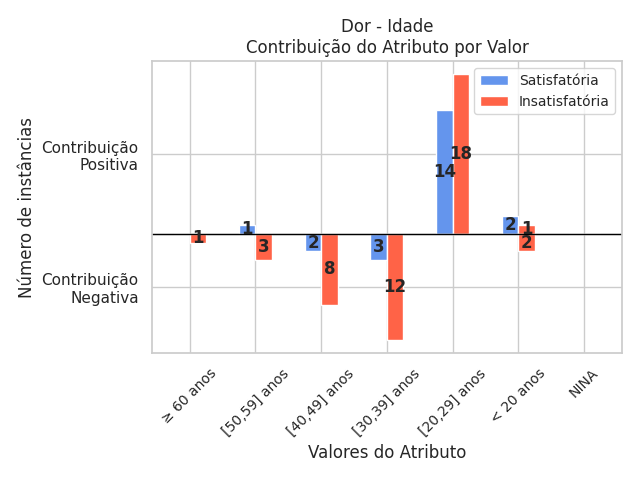 Dor - Idade
Contribuição do Atributo por Valor
Satisfatória
Insatisfatória
Número de instâncias
Contribuição
Positiva
Contribuição
Negativa
1
1
3
2
8
3
12
14
18
2
1
2
≥ 60 anos
[50,59] anos
[40,49] anos
[30,39] anos
[20,29] anos
< 20 anos
NINA
Valores do Atributo